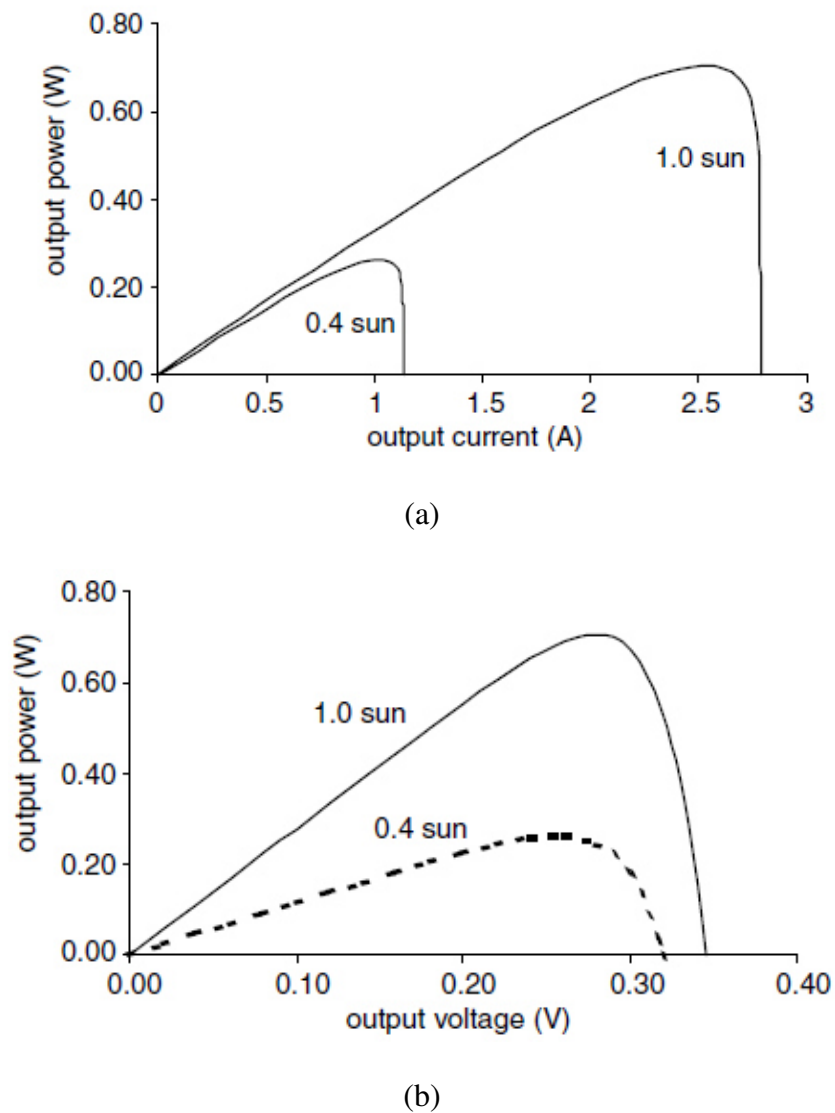 0.80
0.60
0.40
0.20
0.00
output power (W)
1.0 sun
0.4 sun
0 0.5 1 1.5 2 2.5 3
output current (A)
(a)
0.80
0.60
0.40
0.20
0.00
output power (W)
1.0 sun
0.4 sun
0.00 0.10 0.20 0.30 0.40
output voltage (V)
(b)